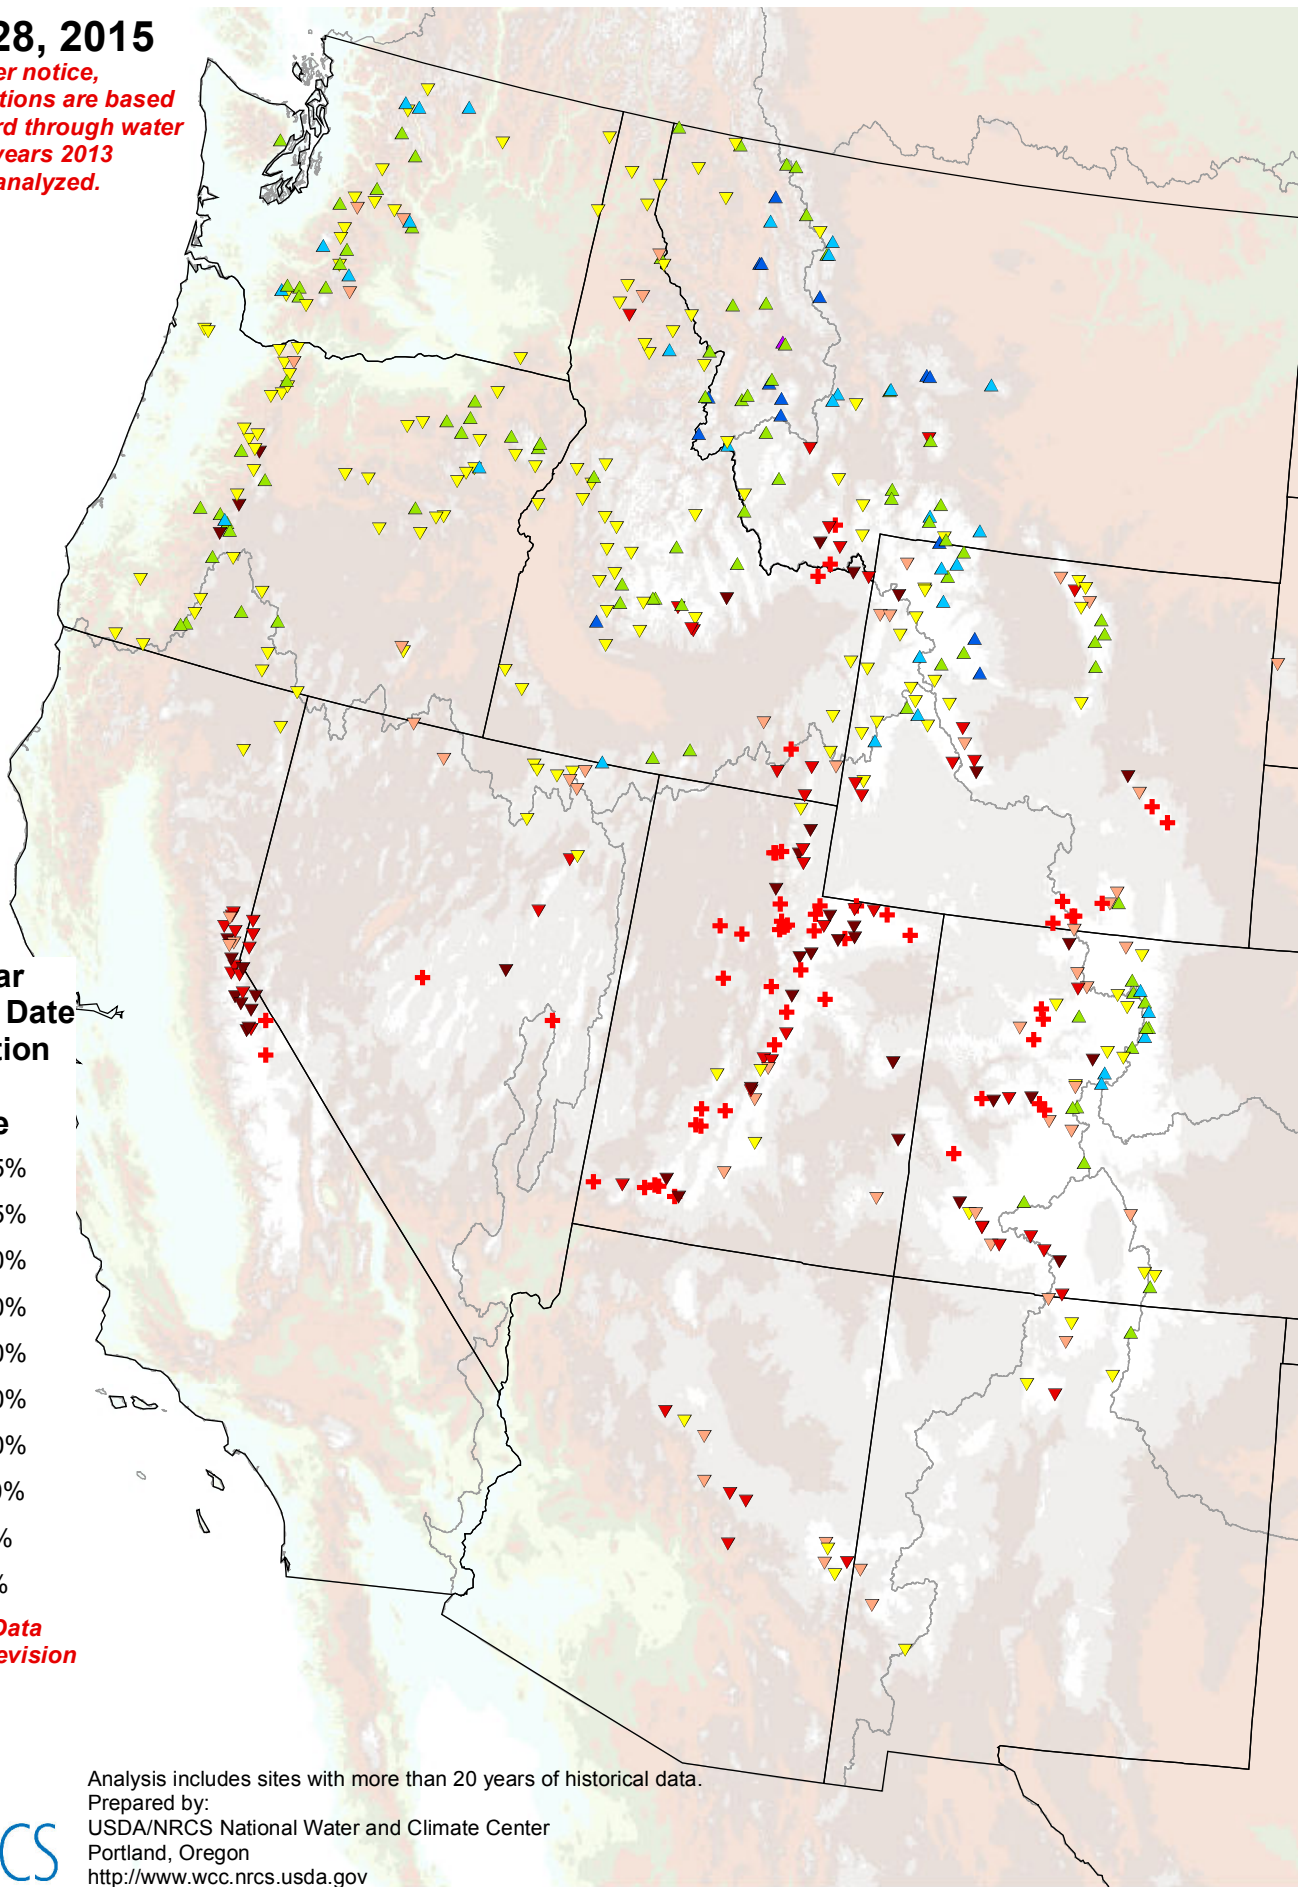 28, 2015
er notice,
tions are based
rd through water
years 2013
analyzed.
ar
Date
tion
e
5%
5%
0%
0%
0%
0%
0%
0%
%
%
Data
evision
Analysis includes sites with more than 20 years of historical data.
Prepared by:
USDA/NRCS National Water and Climate Center
Portland, Oregon
http://www.wcc.nrcs.usda.gov
CS